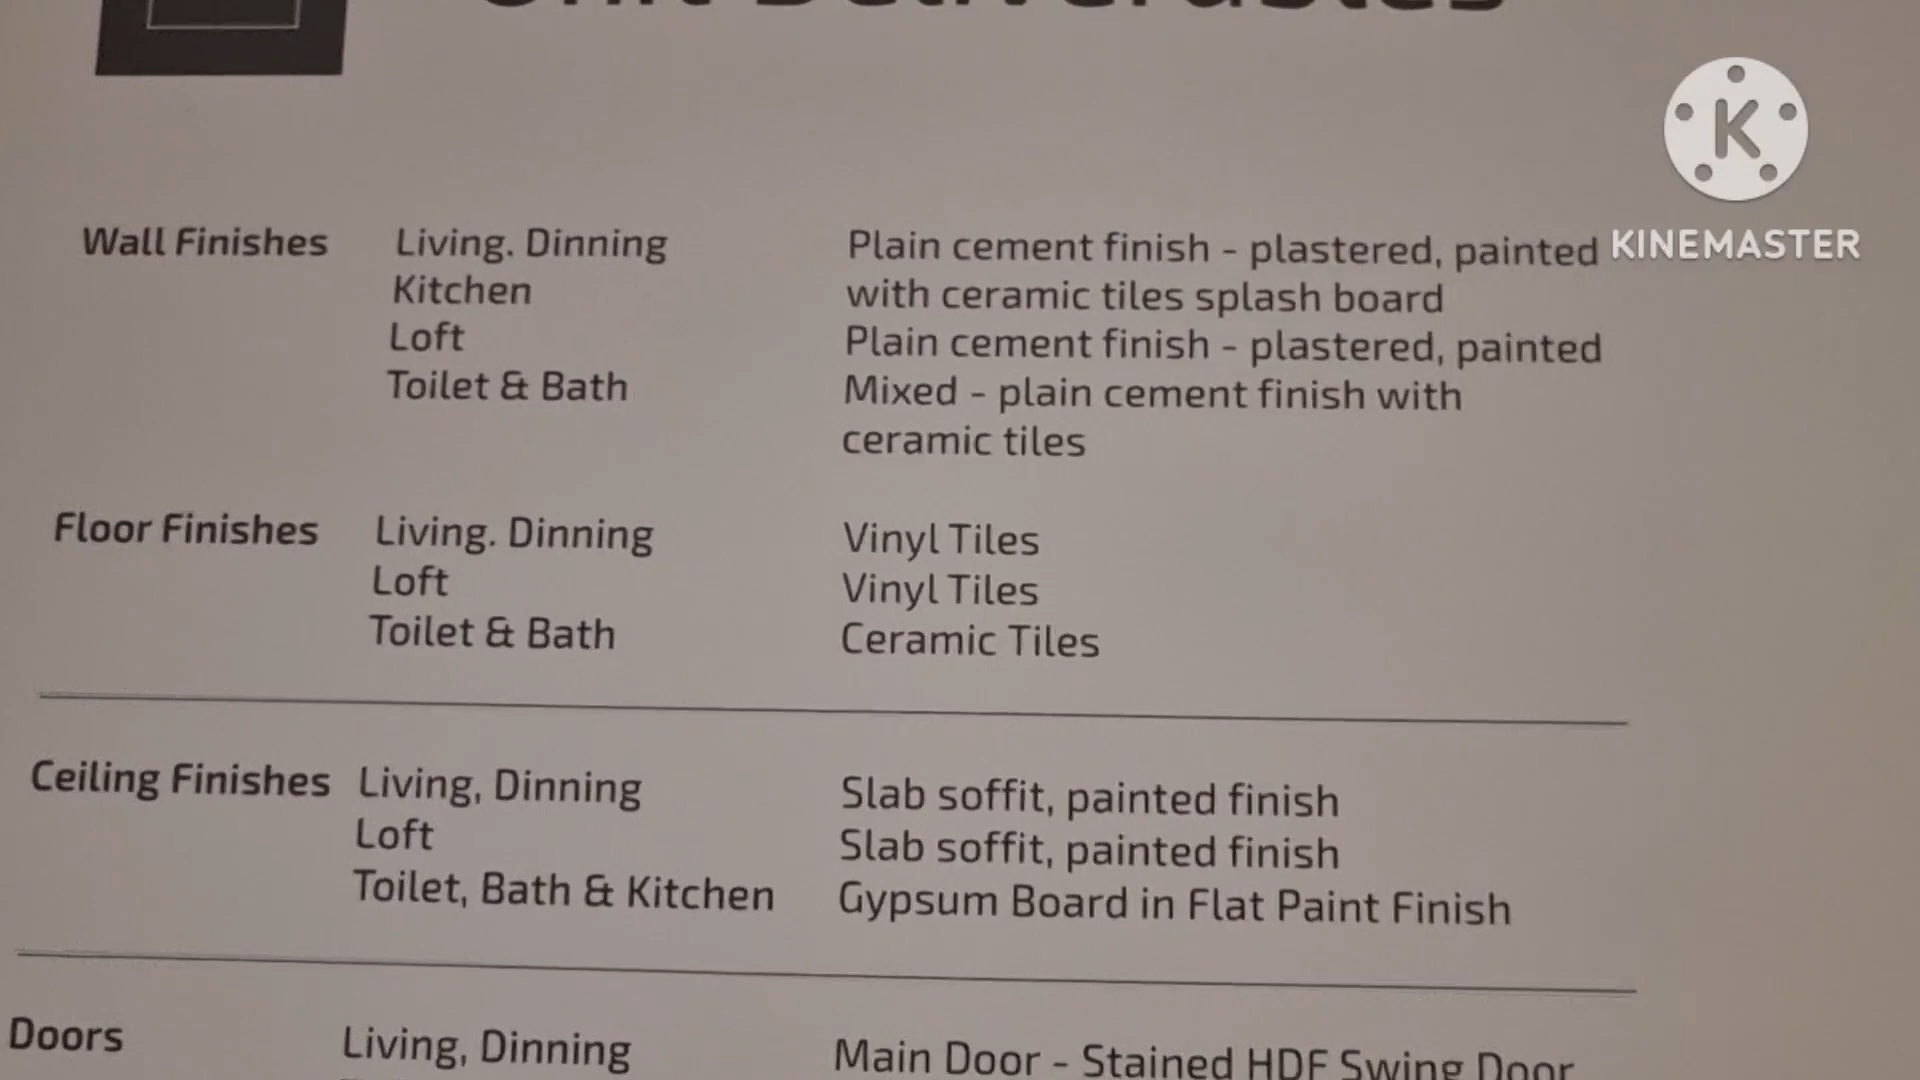 Unit Deliverables
K
KINEMASTER
Wall Finishes Living. Dinning Plain cement finish - plastered, painted
Kitchen with ceramic tiles splash board
Loft Plain cement finish - plastered, painted
Toilet & Bath Mixed - plain cement finish with
ceramic tiles
Floor Finishes Living. Dinning Vinyl Tiles
Loft Vinyl Tiles
Toilet & Bath Ceramic Tiles
Ceiling Finishes Living, Dinning Slab soffit, painted finish
Loft Slab soffit, painted finish
Toilet, Bath & Kitchen Gypsum Board in Flat Paint Finish
Doors Living, Dinning Main Door - Stained HDF Swing Door